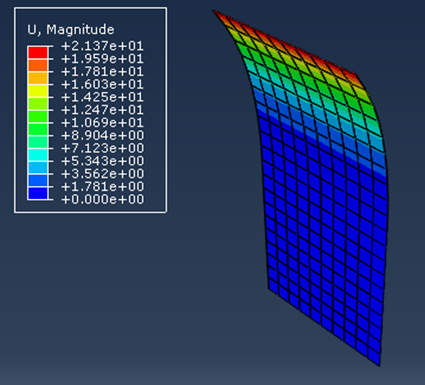 U, Magnitude
+2.137e+01
+1.959e+01
+1.781e+01
+1.603e+01
+1.425e+01
+1.247e+01
+1.069e+01
+8.904e+00
+7.123e+00
+5.343e+00
+3.562e+00
+1.781e+00
+0.000e+00